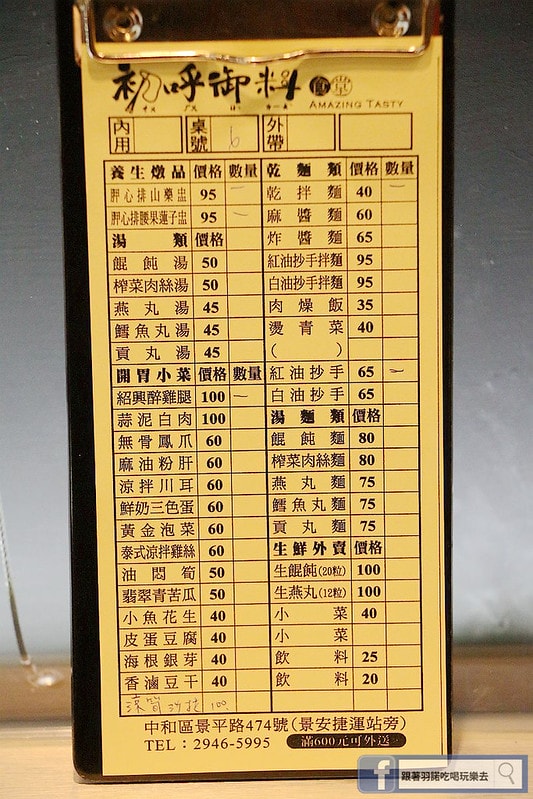 初呼御料 食堂
AMAZING TASTY
內用 桌號 6 外帶
養生燉品 價格 數量
胛心排山藥盅 95 一
胛心排腰果蓮子盅 95 一
湯類 價格
餛飩湯 50
榨菜肉絲湯 50
燕丸湯 45
鱈魚丸湯 45
貢丸湯 45
開胃小菜 價格 數量
紹興醉雞腿 100 一
蒜泥白肉 100
無骨鳳爪 60
麻油粉肝 60
涼拌川耳 60
鮮奶三色蛋 60
黃金泡菜 60
泰式涼拌雞絲 60
油悶筍 50
翡翠青苦瓜 50
小魚花生 40
皮蛋豆腐 40
海根銀芽 40
香滷豆干 40
涼筍沙拉 100
乾麵類 價格 數量
乾拌麵 40 一
麻醬麵 60
炸醬麵 65
紅油抄手拌麵 95
白油抄手拌麵 95
肉燥飯 35
燙青菜 40
( )
紅油抄手 65 一
白油抄手 65
湯麵類 價格
餛飩麵 80
榨菜肉絲麵 80
燕丸麵 75
鱈魚丸麵 75
貢丸麵 75
生鮮外賣 價格
生餛飩(20粒) 100
生燕丸(12粒) 100
小菜 40
小菜
飲料 25
飲料 20
中和區景平路474號(景安捷運站旁)
TEL：2946-5995 滿600元可外送
f 跟著羽諾吃喝玩樂去